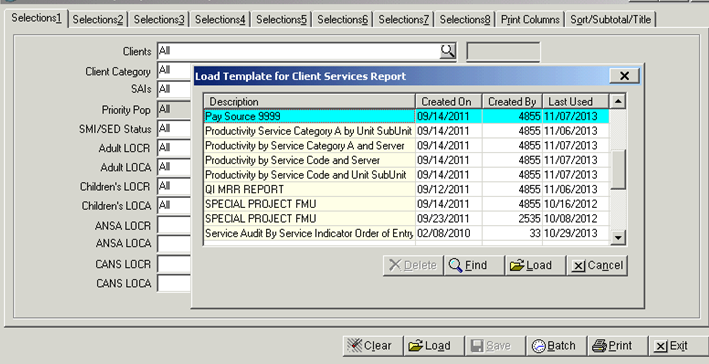 Selections1 Selections2 Selections3 Selections4 Selections5 Selections6 Selections7 Selections8 Print Columns Sort/Subtotal/Title
Clients All
Client Category All
SAIs All
Priority Pop All
SMI/SED Status All
Adult LOCR All
Adult LOCA All
Children's LOCR All
Children's LOCA All
ANSA LOCR
ANSA LOCA
CANS LOCR
CANS LOCA
Load Template for Client Services Report
Description Created On Created By Last Used
Pay Source 9999 09/14/2011 4855 11/07/2013
Productivity Service Category A by Unit SubUnit 09/14/2011 4855 11/06/2013
Productivity by Service Category A and Server 09/14/2011 4855 11/07/2013
Productivity by Service Code and Server 09/14/2011 4855 11/07/2013
Productivity by Service Code and Unit SubUnit 09/14/2011 4855 11/07/2013
QI MRR REPORT 09/12/2011 4855 11/06/2013
SPECIAL PROJECT FMU 09/14/2011 4855 10/16/2012
SPECIAL PROJECT FMU 09/23/2011 2535 10/08/2012
Service Audit By Service Indicator Order of Entry 02/08/2010 33 10/29/2013
Delete Find Load Cancel
Clear Load Save Batch Print Exit